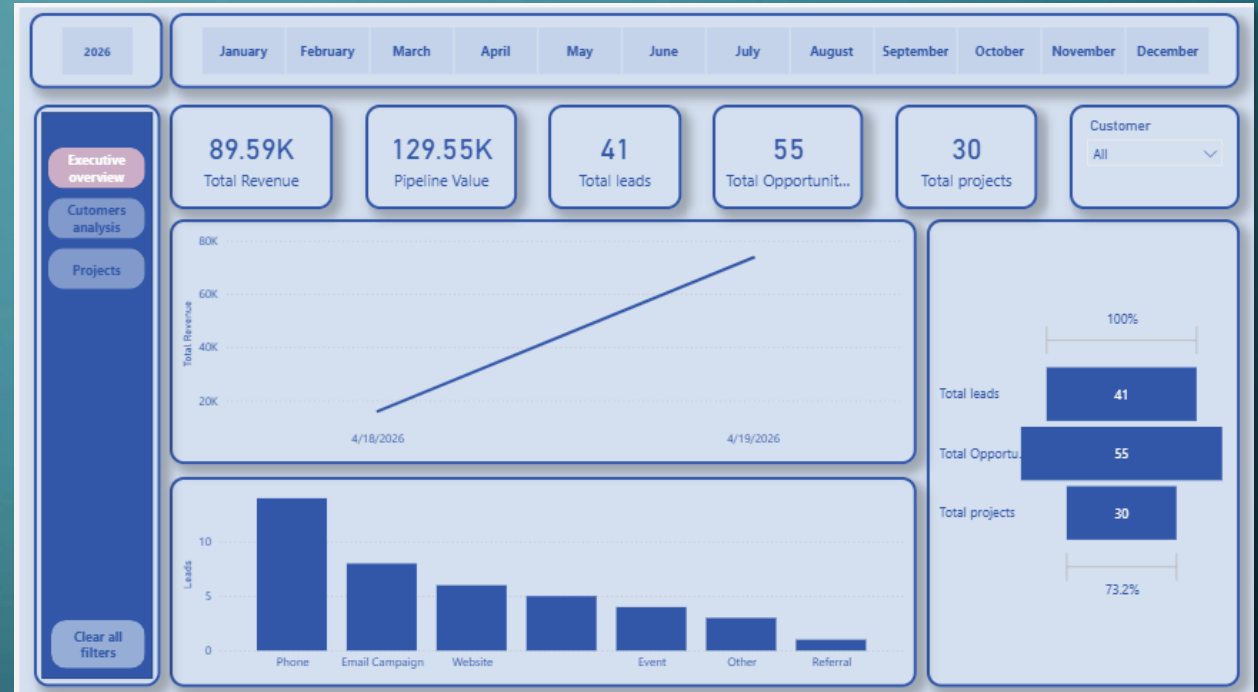 2026
January February March April May June July August September October November December
Executive
overview
Cutomers
analysis
Projects
Clear all
filters
89.59K
Total Revenue
129.55K
Pipeline Value
41
Total leads
55
Total Opportunit...
30
Total projects
Customer
All
Total Revenue
80K
60K
40K
20K
4/18/2026 4/19/2026
Leads
10
5
0
Phone Email Campaign Website Event Other Referral
100%
Total leads 41
Total Opportu... 55
Total projects 30
73.2%